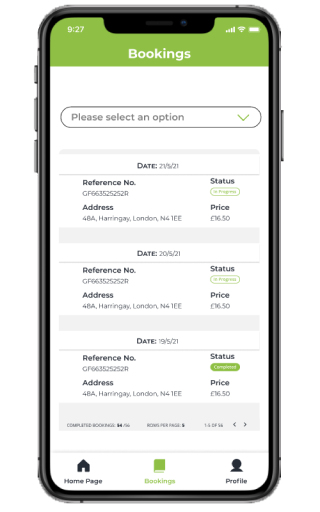 9:27
Bookings
Please select an option
DATE: 21/5/21
Reference No. Status
GF663525252R In Progress
Address Price
48A, Harringay, London, N4 1EE £16.50
DATE: 20/5/21
Reference No. Status
GF663525252R In Progress
Address Price
48A, Harringay, London, N4 1EE £16.50
DATE: 19/5/21
Reference No. Status
GF663525252R Completed
Address Price
48A, Harringay, London, N4 1EE £16.50
COMPLETED BOOKINGS: 54 /56 ROWS PER PAGE: 5 1-5 OF 56
Home Page Bookings Profile